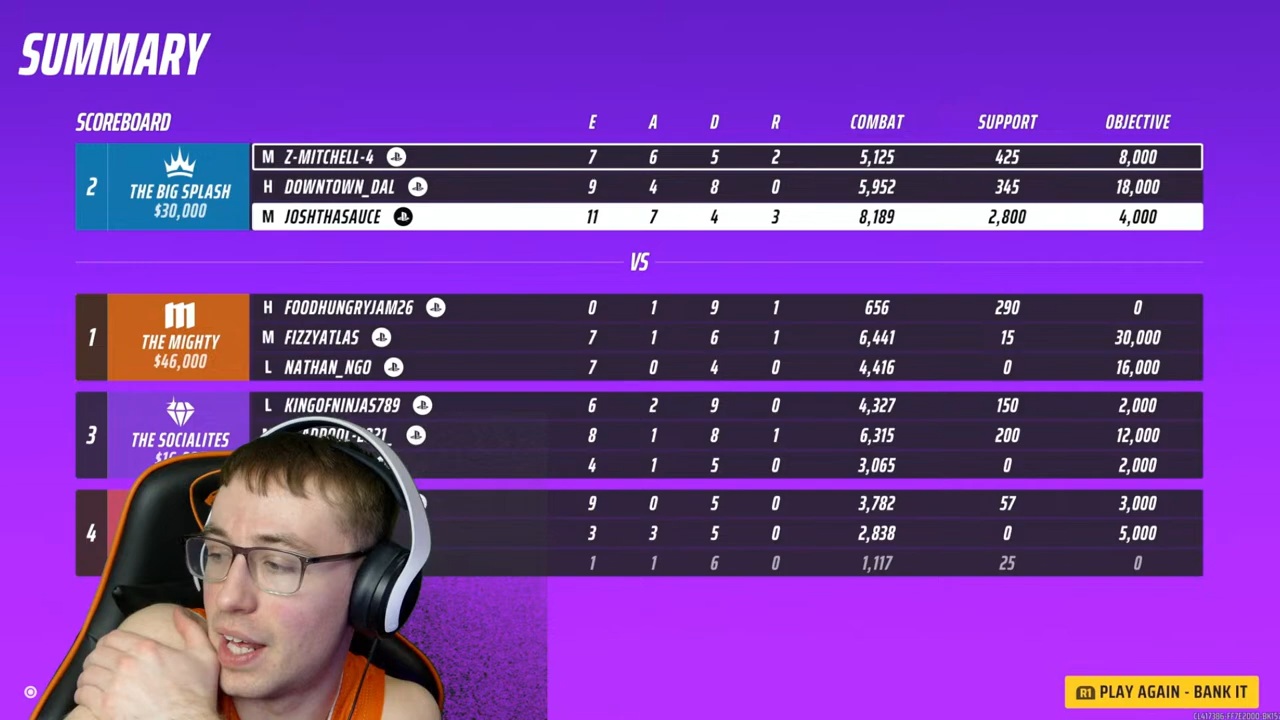 SUMMARY
SCOREBOARD E A D R COMBAT SUPPORT OBJECTIVE
2 THE BIG SPLASH $30,000
M Z-MITCHELL-4 7 6 5 2 5,125 425 8,000
H DOWNTOWN_DAL 9 4 8 0 5,952 345 18,000
M JOSHTHASAUCE 11 7 4 3 8,189 2,800 4,000
VS
1 THE MIGHTY $46,000
H FOODHUNGRYJAM26 0 1 9 1 656 290 0
M FIZZYATLAS 7 1 6 1 6,441 15 30,000
L NATHAN_NGO 7 0 4 0 4,416 0 16,000
3 THE SOCIALITES
L KINGOFNINJAS789 6 2 9 0 4,327 150 2,000
8 1 8 1 6,315 200 12,000
4 1 5 0 3,065 0 2,000
4
9 0 5 0 3,782 57 3,000
3 3 5 0 2,838 0 5,000
1 1 6 0 1,117 25 0
R1 PLAY AGAIN - BANK IT